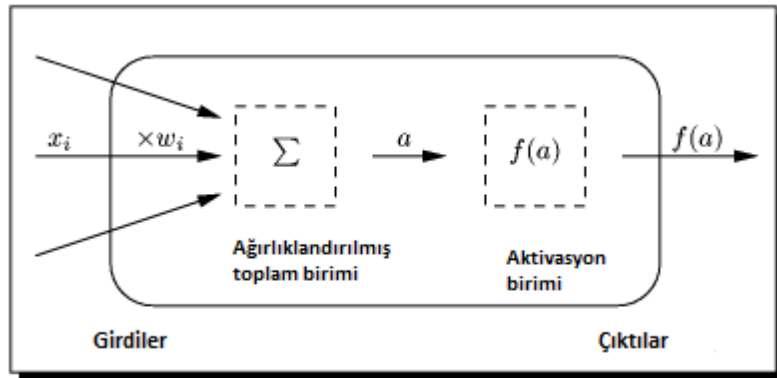 x_i ×w_i ∑ a f(a) f(a)
Ağırlıklandırılmış
toplam birimi
Aktivasyon
birimi
Girdiler
Çıktılar